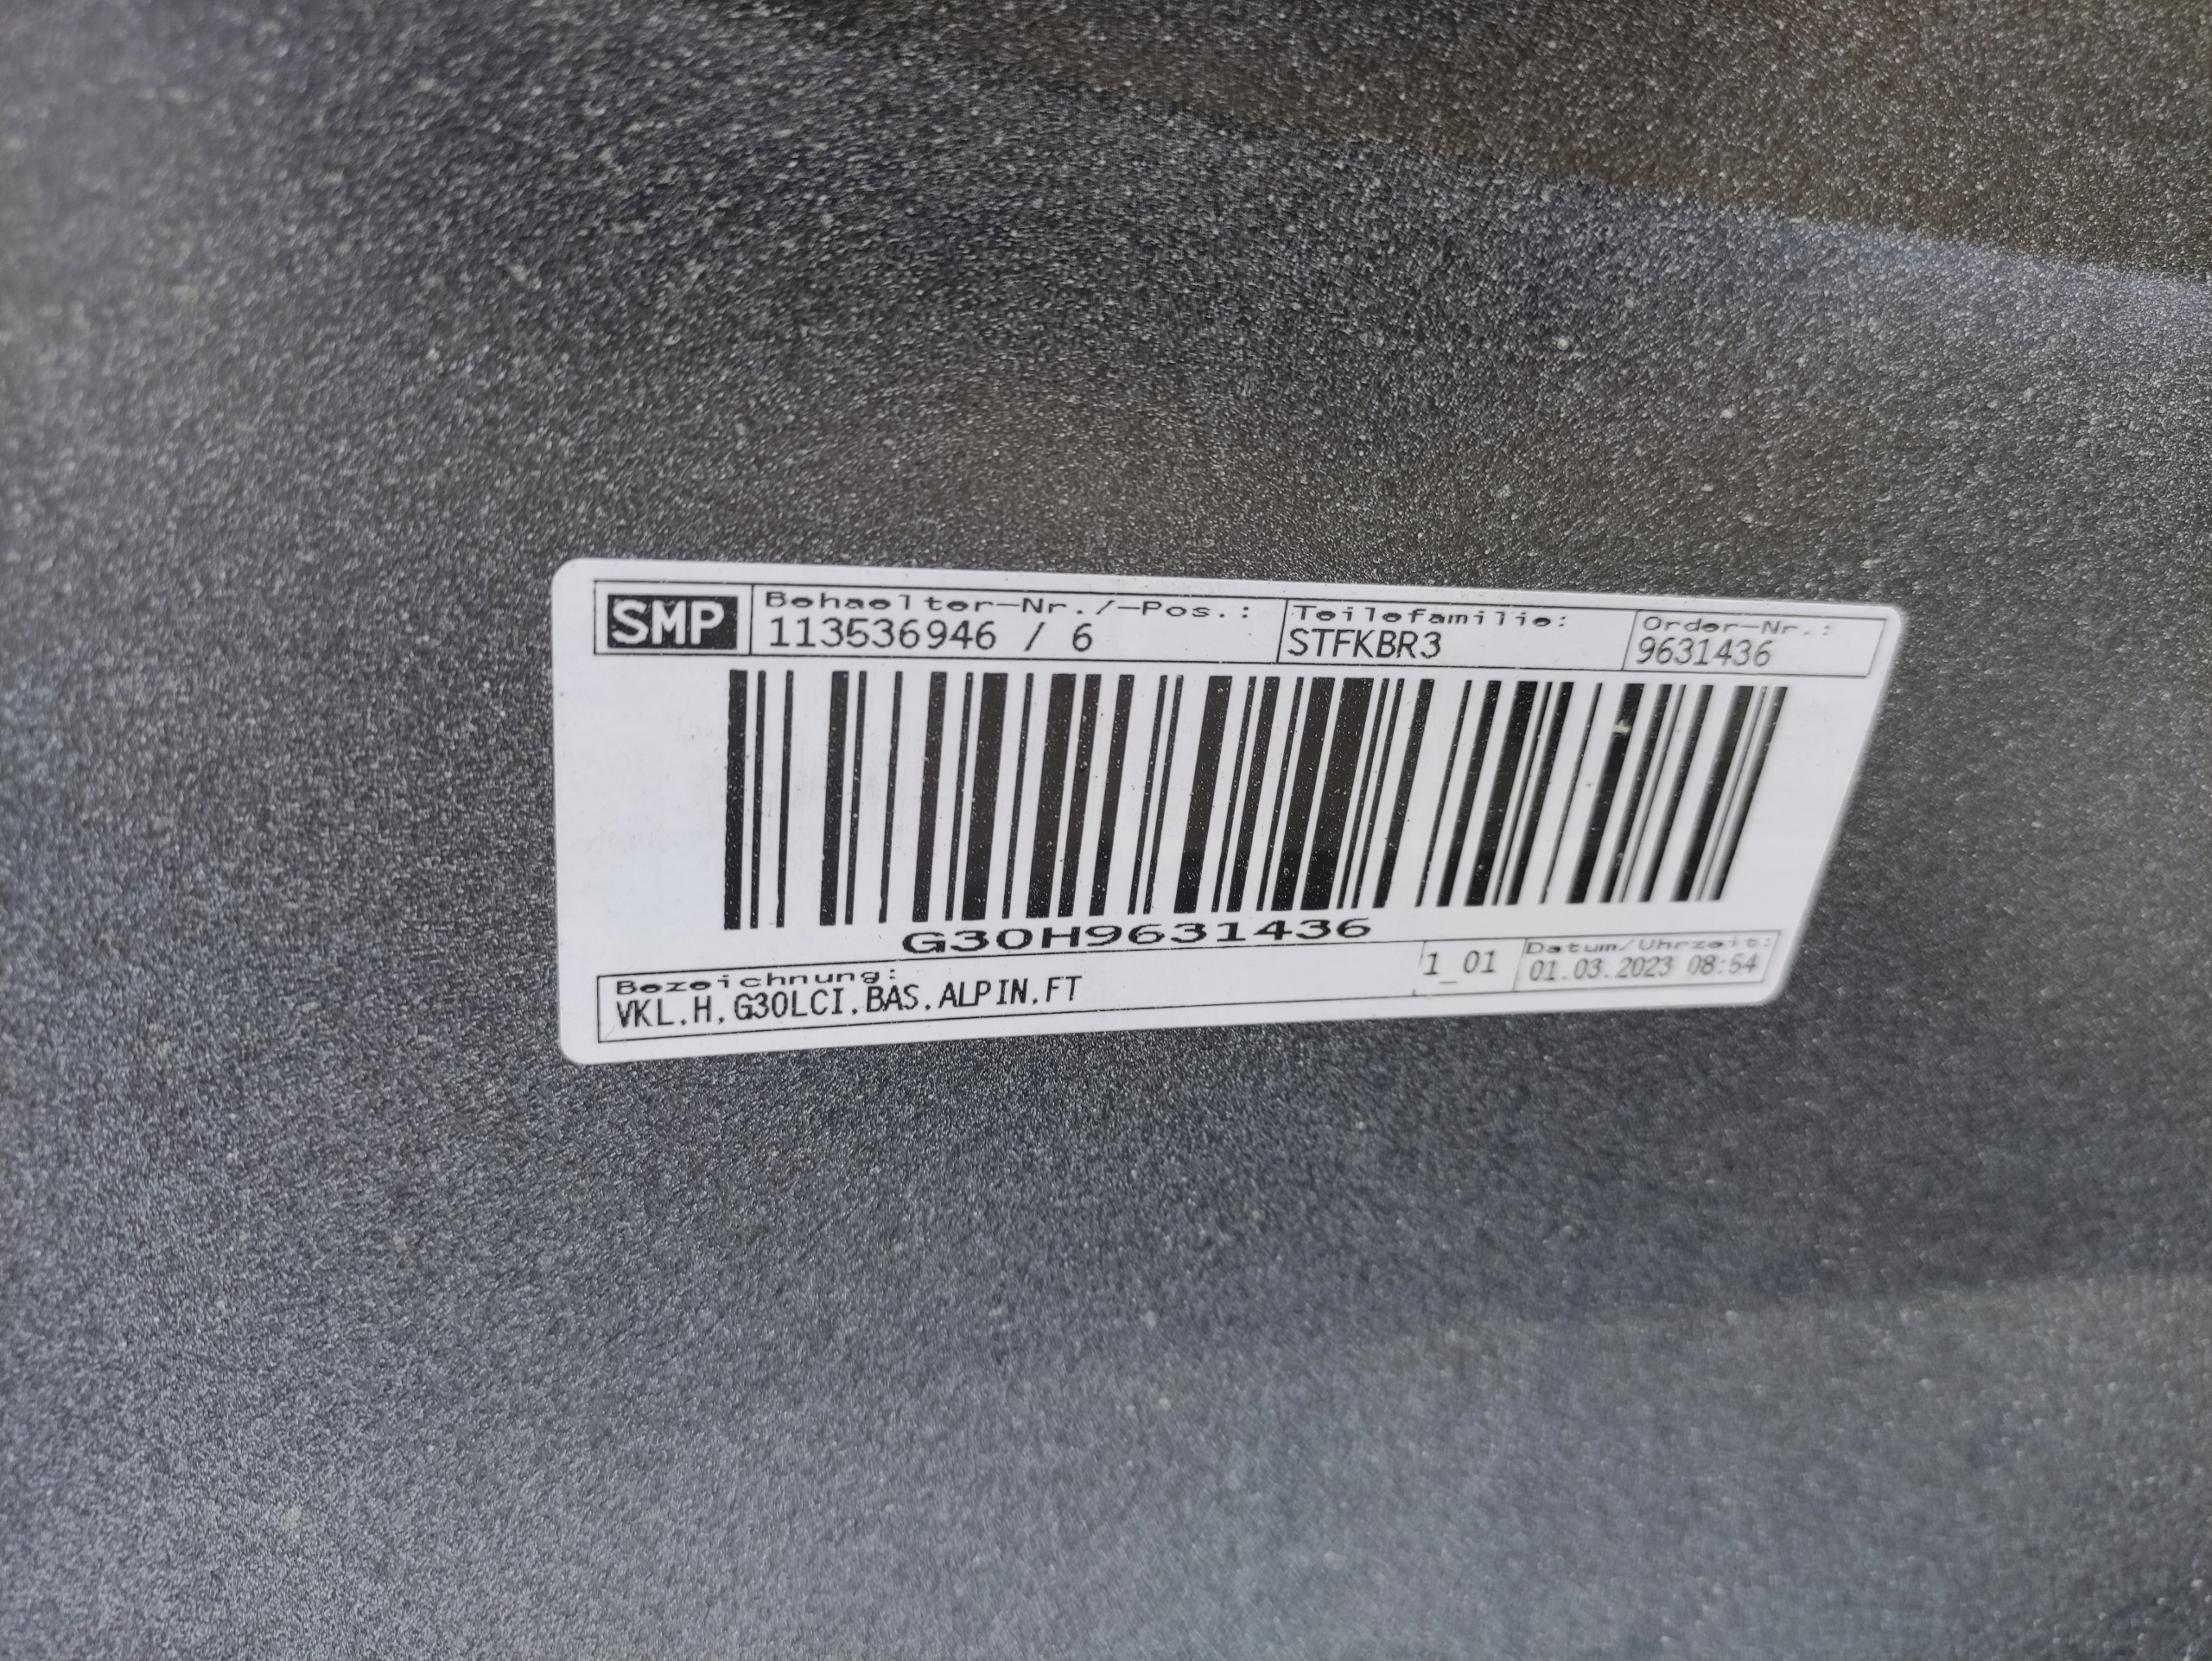 SMP
Behaelter-Nr./-Pos.:
113536946 / 6
Teilefamilie:
STFKBR3
Order-Nr.:
9631436
G30H9631436
Bezeichnung:
VKL.H.G30LCI.BAS.ALPIN.FT
1_01
Datum/Uhrzeit:
01.03.2023 08:54